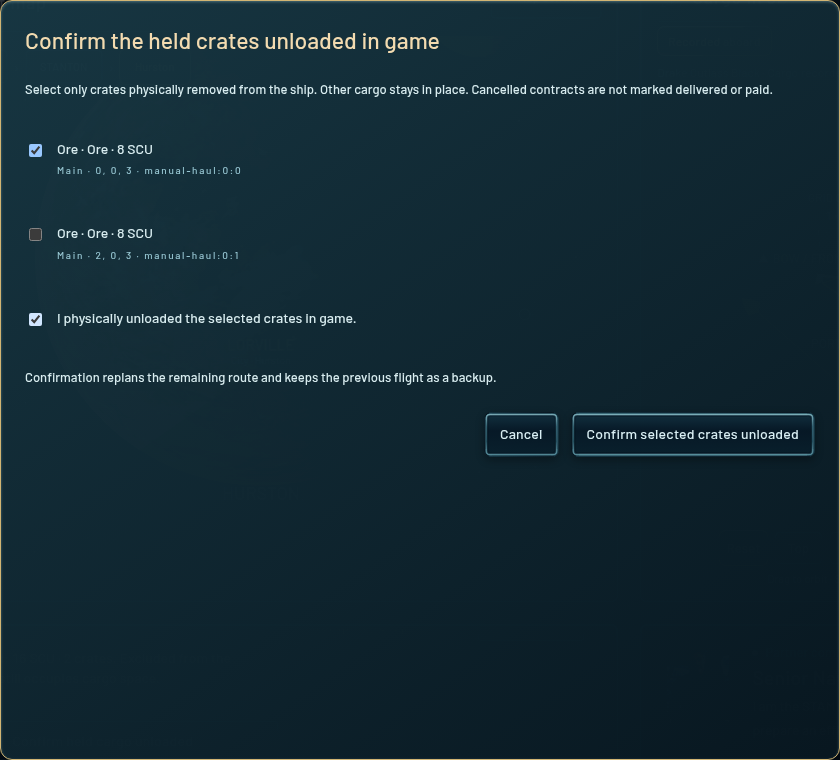 Confirm the held crates unloaded in game
Select only crates physically removed from the ship. Other cargo stays in place. Cancelled contracts are not marked delivered or paid.
Ore · Ore · 8 SCU
Main · 0, 0, 3 · manual-haul:0:0
Ore · Ore · 8 SCU
Main · 2, 0, 3 · manual-haul:0:1
I physically unloaded the selected crates in game.
Confirmation replans the remaining route and keeps the previous flight as a backup.
Cancel
Confirm selected crates unloaded